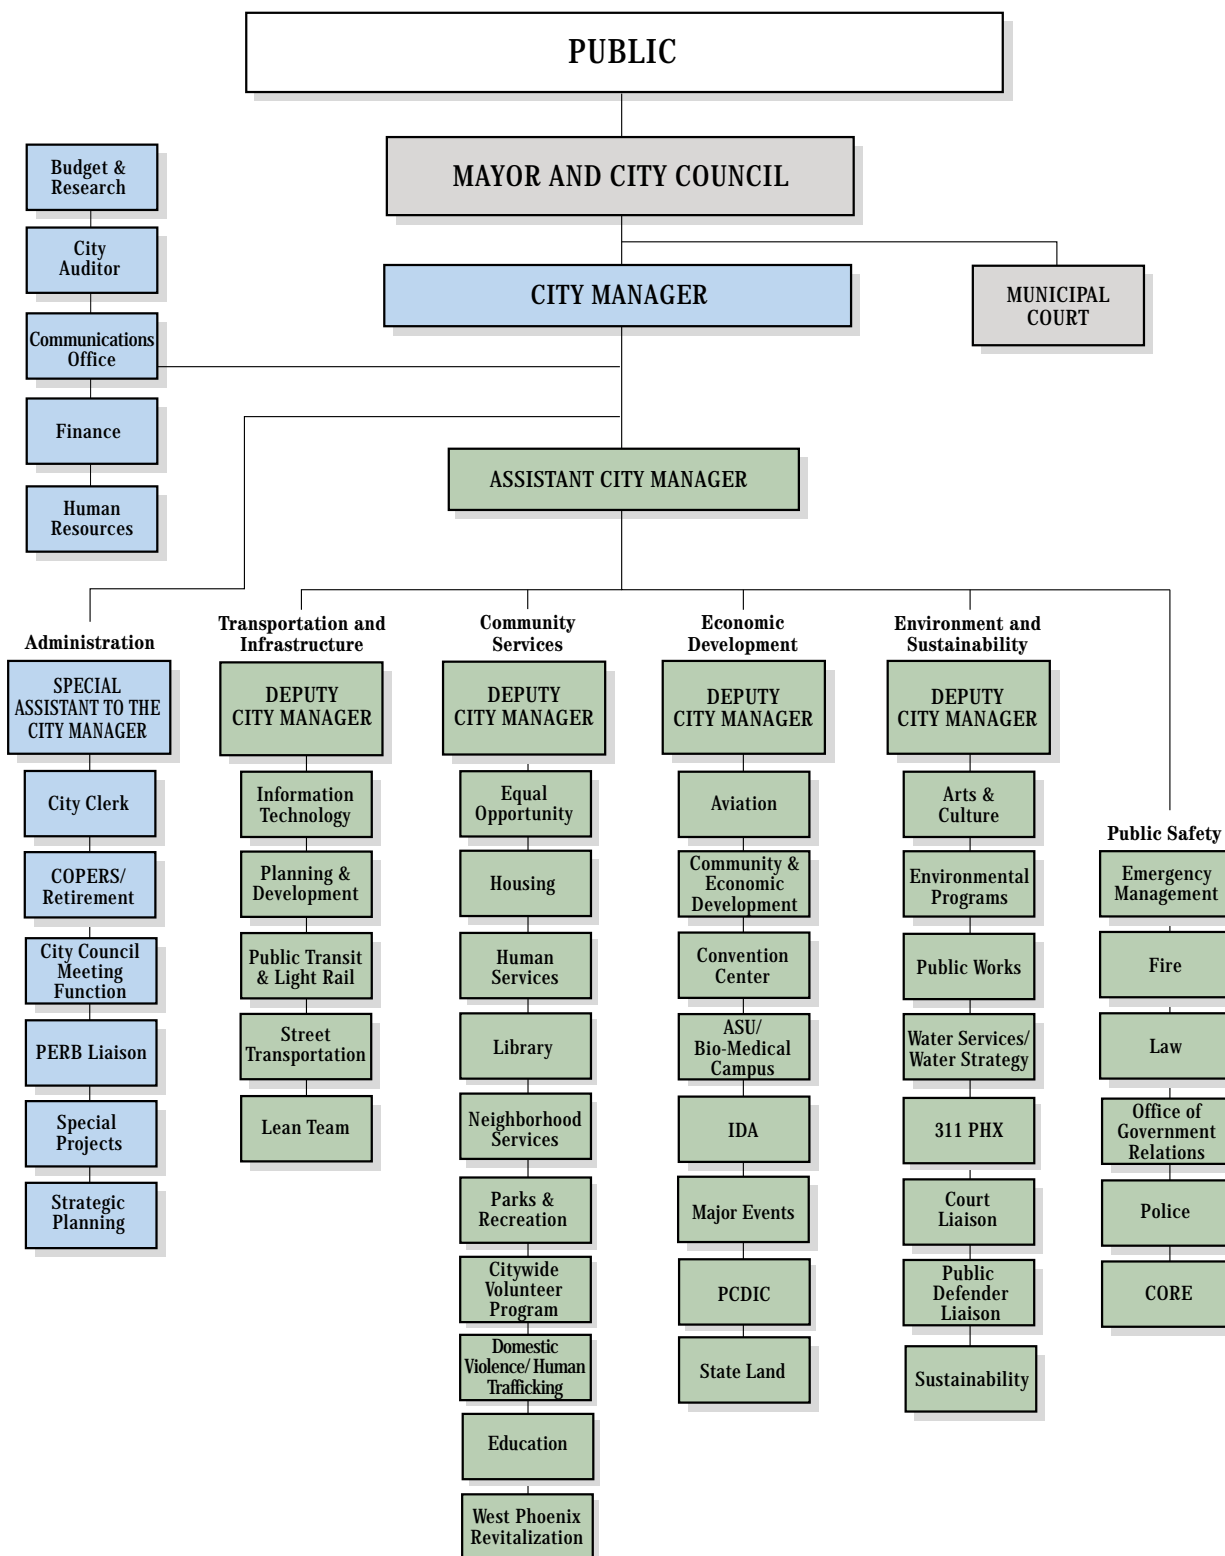 PUBLIC
MAYOR AND CITY COUNCIL
CITY MANAGER
MUNICIPAL
COURT
Budget &
Research
City
Auditor
Communications
Office
Finance
Human
Resources
ASSISTANT CITY MANAGER
Administration
SPECIAL
ASSISTANT TO THE
CITY MANAGER
City Clerk
COPERS/
Retirement
City Council
Meeting
Function
PERB Liaison
Special
Projects
Strategic
Planning
Transportation and
Infrastructure
DEPUTY
CITY MANAGER
Information
Technology
Planning &
Development
Public Transit
& Light Rail
Street
Transportation
Lean Team
Community
Services
DEPUTY
CITY MANAGER
Equal
Opportunity
Housing
Human
Services
Library
Neighborhood
Services
Parks &
Recreation
Citywide
Volunteer
Program
Domestic
Violence/ Human
Trafficking
Education
West Phoenix
Revitalization
Economic
Development
DEPUTY
CITY MANAGER
Aviation
Community &
Economic
Development
Convention
Center
ASU/
Bio-Medical
Campus
IDA
Major Events
PCDIC
State Land
Environment and
Sustainability
DEPUTY
CITY MANAGER
Arts &
Culture
Environmental
Programs
Public Works
Water Services/
Water Strategy
311 PHX
Court
Liaison
Public
Defender
Liaison
Sustainability
Public Safety
Emergency
Management
Fire
Law
Office of
Government
Relations
Police
CORE